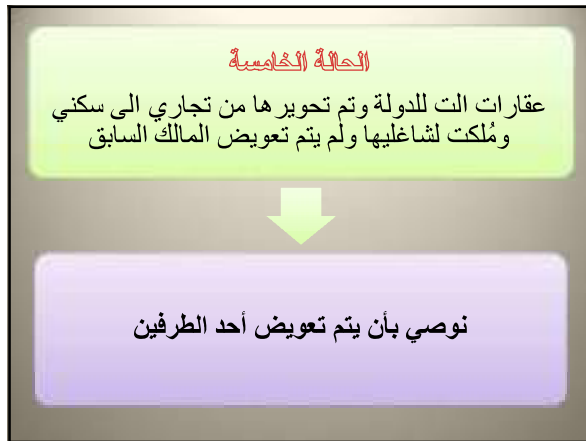 الحالة الخامسة
عقارات الت للدولة وتم تحويرها من تجاري الى سكني
ومُلكت لشاغليها ولم يتم تعويض المالك السابق
نوصي بأن يتم تعويض أحد الطرفين